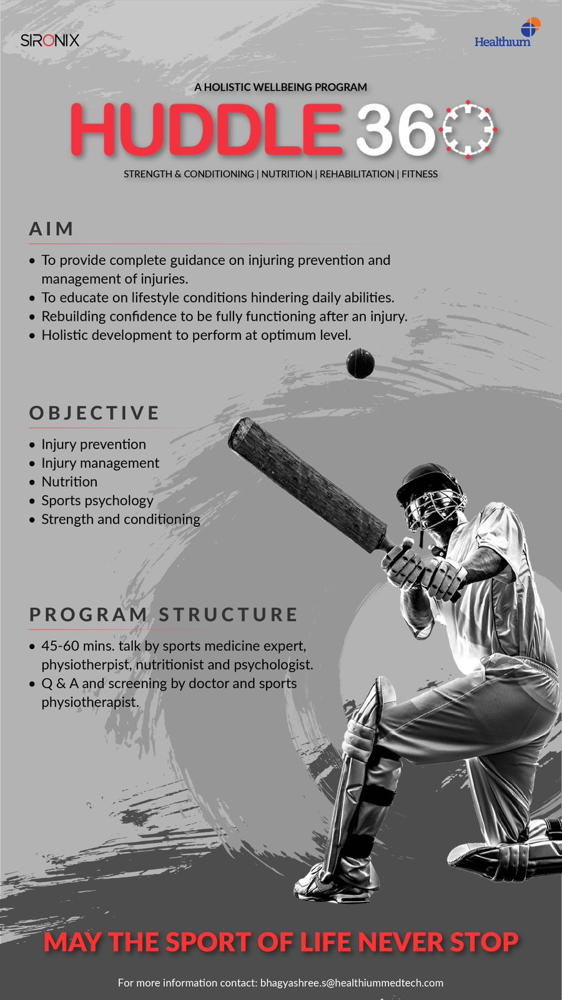 SIRONIX
Healthium
A HOLISTIC WELLBEING PROGRAM
HUDDLE 360
STRENGTH & CONDITIONING | NUTRITION | REHABILITATION | FITNESS
AIM
• To provide complete guidance on injuring prevention and
management of injuries.
• To educate on lifestyle conditions hindering daily abilities.
• Rebuilding confidence to be fully functioning after an injury.
• Holistic development to perform at optimum level.
OBJECTIVE
• Injury prevention
• Injury management
• Nutrition
• Sports psychology
• Strength and conditioning
PROGRAM STRUCTURE
• 45-60 mins. talk by sports medicine expert,
physiotherpist, nutritionist and psychologist.
• Q & A and screening by doctor and sports
physiotherapist.
MAY THE SPORT OF LIFE NEVER STOP
For more information contact: bhagyashree.s@healthiummedtech.com